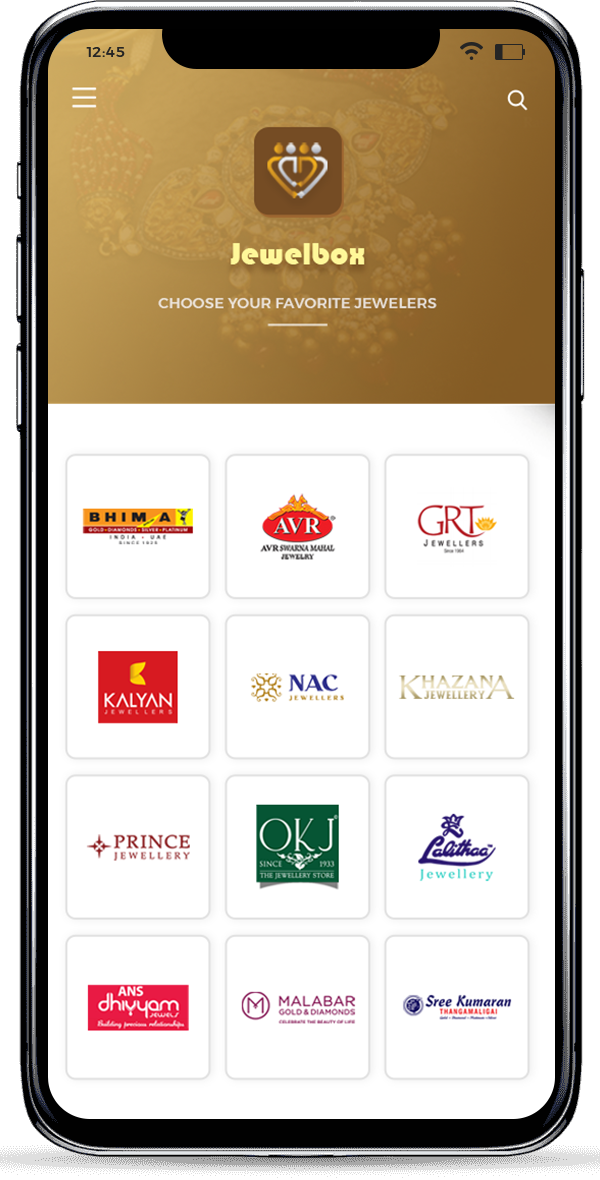 12:45
Jewelbox
CHOOSE YOUR FAVORITE JEWELERS
BHIMA
GOLD•DIAMONDS•SILVER•PLATINUM
INDIA - UAE
SINCE 1925
AVR
AVR SWARNA MAHAL
JEWELRY
GRT
JEWELLERS
Since 1964
KALYAN
JEWELLERS
NAC
JEWELLERS
KHAZANA
JEWELLERY
PRINCE
JEWELLERY
OKJ
SINCE 1933
THE JEWELLERY STORE
Lalithaa
Jewellery
ANS
dhiyyam
jewels
Building precious relationships
MALABAR
GOLD & DIAMONDS
CELEBRATE THE BEAUTY OF LIFE
Sree Kumaran
THANGAMALIGAI